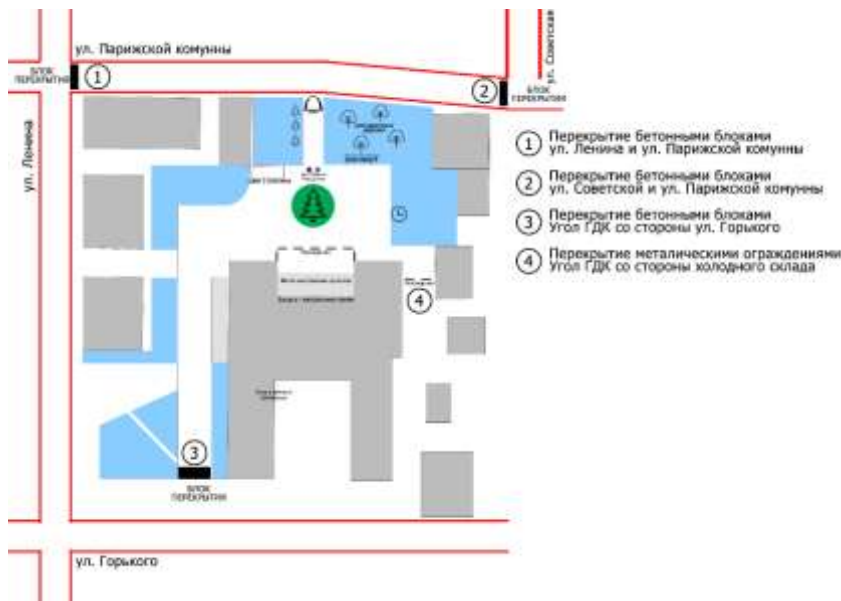 ул. Парижской комунны
ул. Советская
БЛОК
ПЕРЕКРЫТИЯ
1
2
БЛОК
ПЕРЕКРЫТИЯ
ул. Ленина
1 Перекрытие бетонными блоками
ул. Ленина и ул. Парижской комунны
2 Перекрытие бетонными блоками
ул. Советской и ул. Парижской комунны
3 Перекрытие бетонными блоками
Угол ГДК со стороны ул. Горького
4 Перекрытие металическими ограждениями
Угол ГДК со стороны холодного склада
4
3
БЛОК
ПЕРЕКРЫТИЯ
ул. Горького